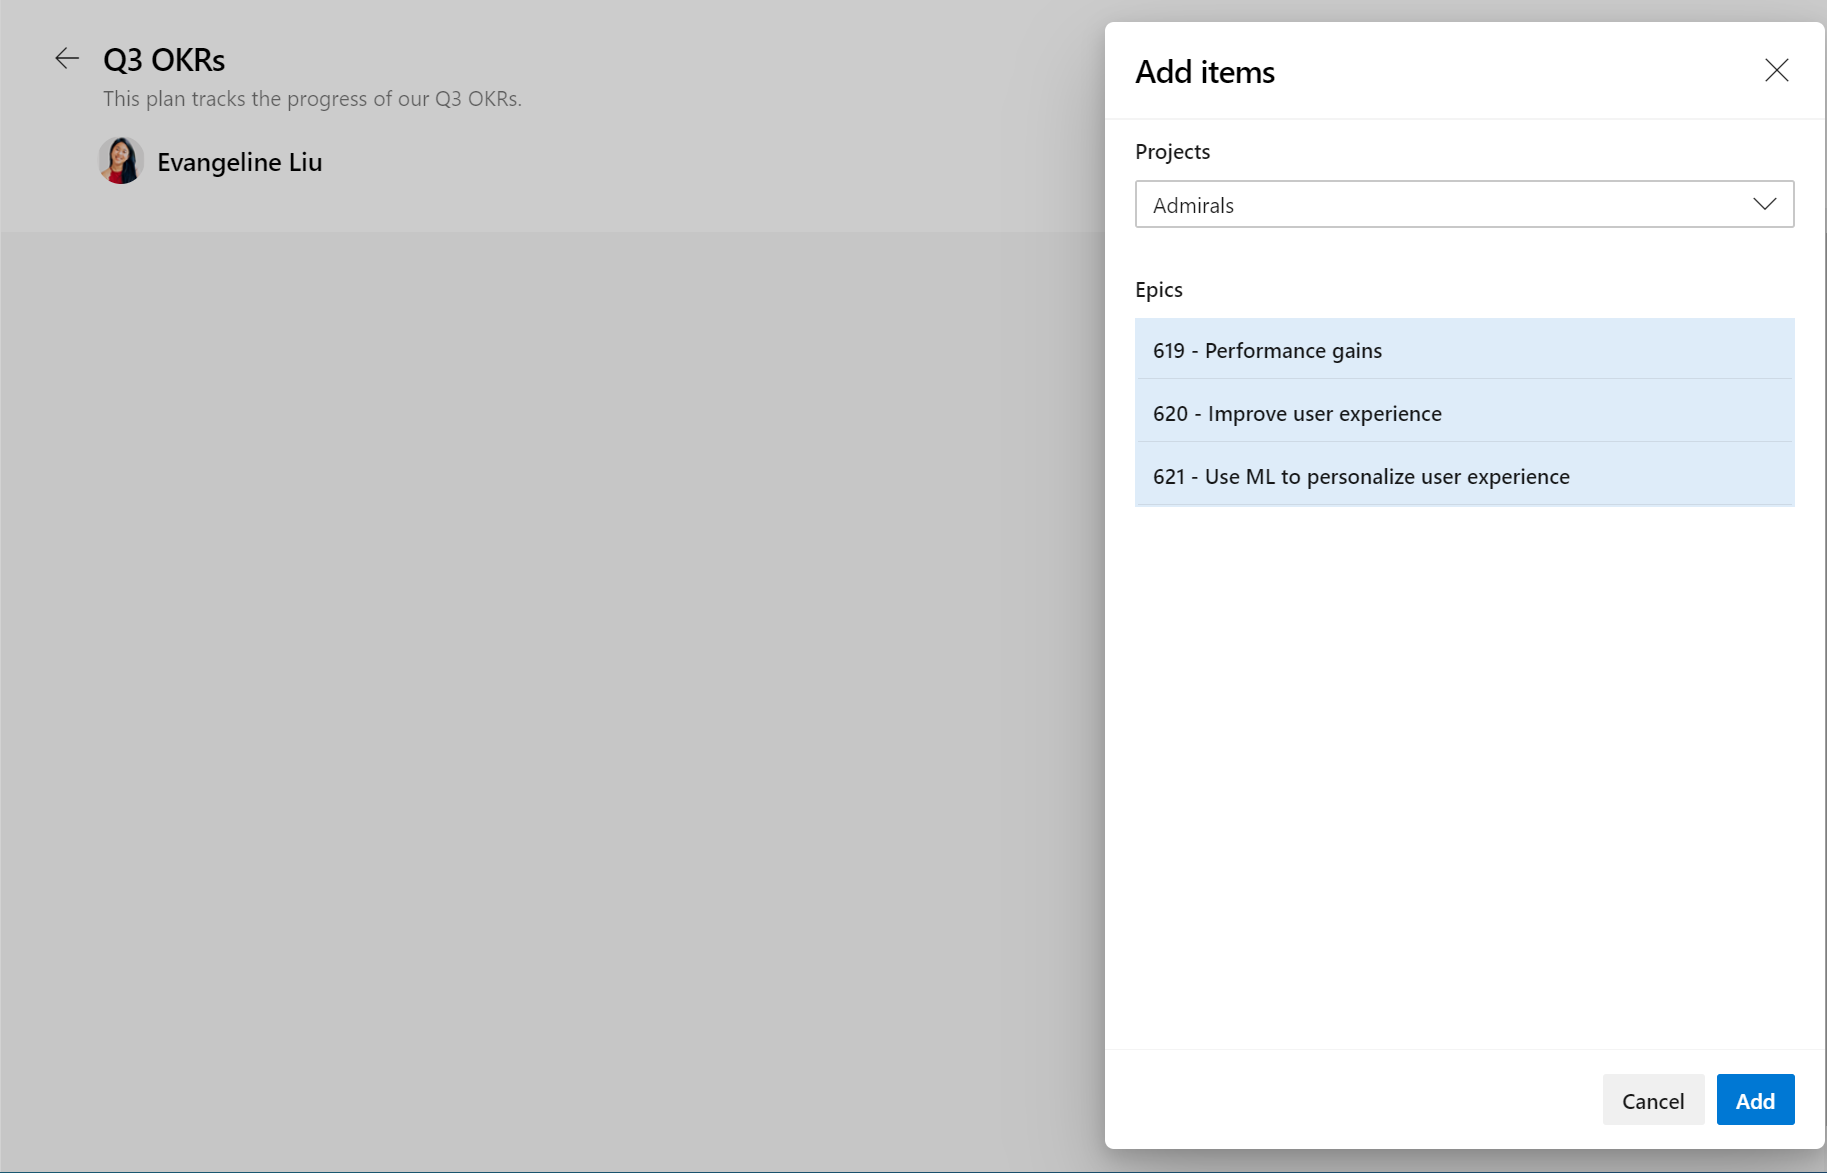 Q3 OKRs
This plan tracks the progress of our Q3 OKRs.
Evangeline Liu
Add items
Projects
Admirals
Epics
619 - Performance gains
620 - Improve user experience
621 - Use ML to personalize user experience
Cancel
Add